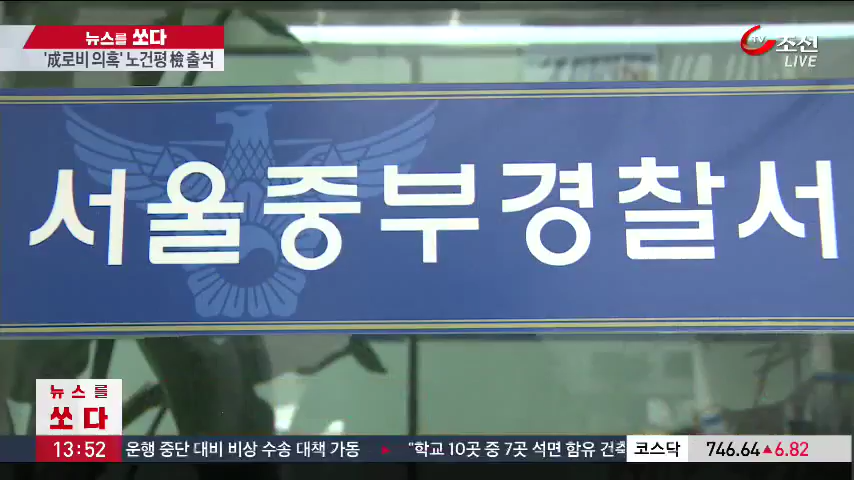 뉴스를 쏘다
'成로비 의혹' 노건평 檢 출석
TV조선
LIVE
서울중부경찰서
뉴스를
쏘다
13:52 운행 중단 대비 비상 수송 대책 가동 • "학교 10곳 중 7곳 석면 함유 건축 코스닥 746.64▲6.82